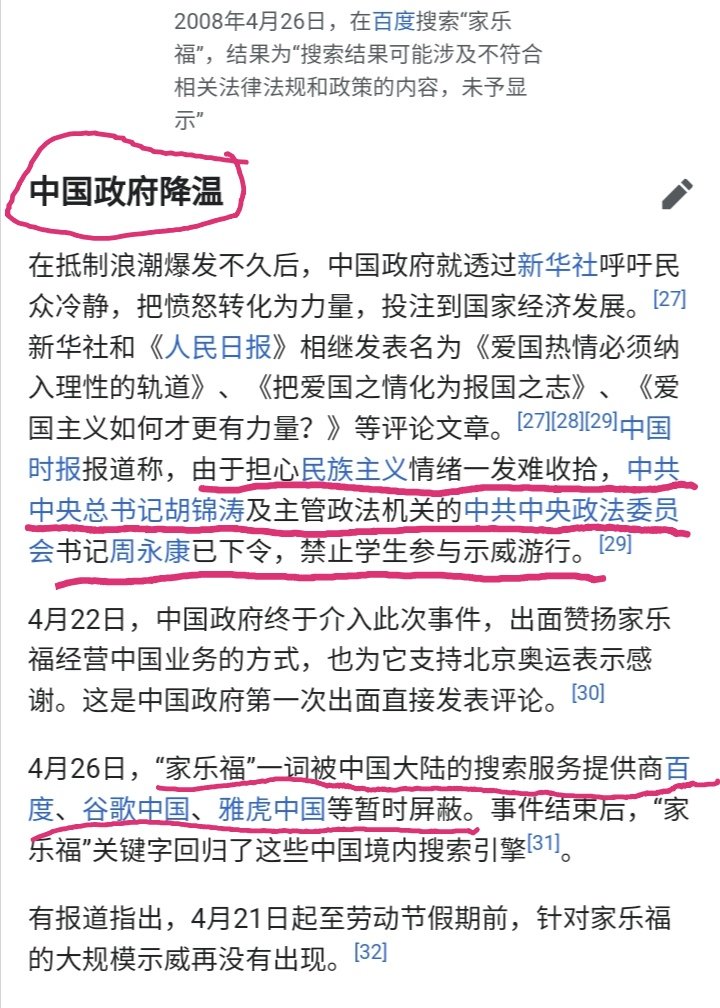 2008年4月26日，在百度搜索“家乐
福”，结果为“搜索结果可能涉及不符合
相关法律法规和政策的内容，未予显
示”
中国政府降温
在抵制浪潮爆发不久后，中国政府就透过新华社呼吁民
众冷静，把愤怒转化为力量，投注到国家经济发展。[27]
新华社和《人民日报》相继发表名为《爱国热情必须纳
入理性的轨道》、《把爱国之情化为报国之志》、《爱
国主义如何才更有力量？》等评论文章。[27][28][29]中国
时报报道称，由于担心民族主义情绪一发难收拾，中共
中央总书记胡锦涛及主管政法机关的中共中央政法委员
会书记周永康已下令，禁止学生参与示威游行。[29]
4月22日，中国政府终于介入此次事件，出面赞扬家乐
福经营中国业务的方式，也为它支持北京奥运表示感
谢。这是中国政府第一次出面直接发表评论。[30]
4月26日，“家乐福”一词被中国大陆的搜索服务提供商百
度、谷歌中国、雅虎中国等暂时屏蔽。事件结束后，“家
乐福”关键字回归了这些中国境内搜索引擎[31]。
有报道指出，4月21日起至劳动节假期前，针对家乐福
的大规模示威再没有出现。[32]